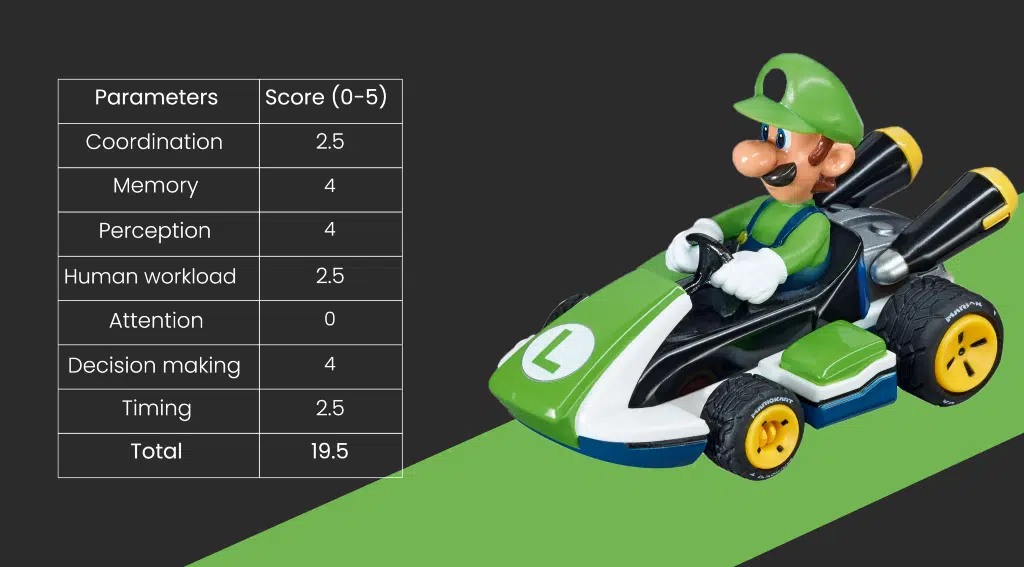 Parameters Score (0-5)
Coordination 2.5
Memory 4
Perception 4
Human workload 2.5
Attention 0
Decision making 4
Timing 2.5
Total 19.5
L
MARIOKART